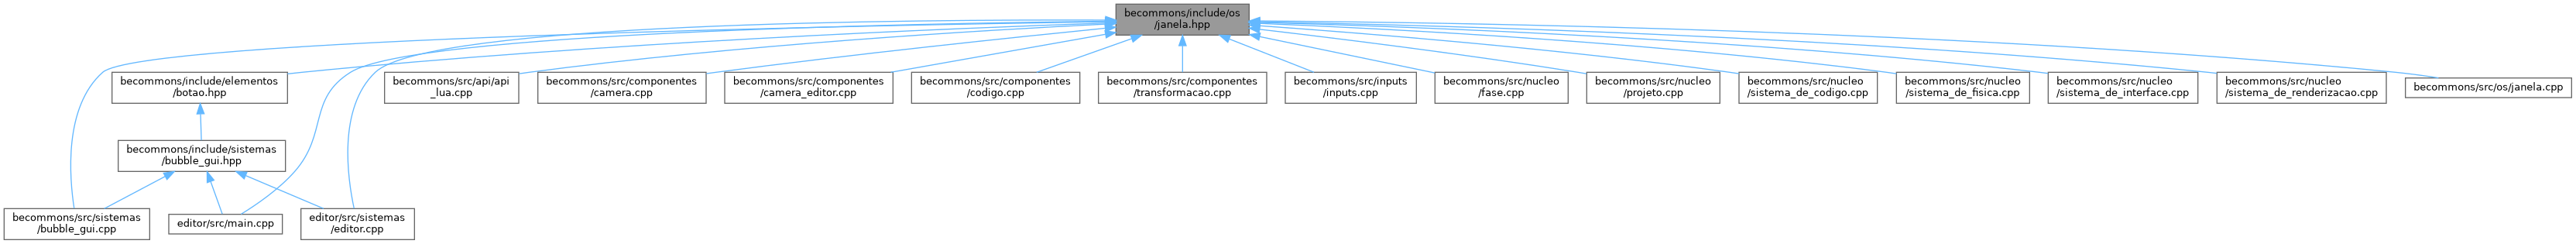 becommons/include/os
/janela.hpp
becommons/include/elementos
/botao.hpp
becommons/src/api/api
_lua.cpp
becommons/src/componentes
/camera.cpp
becommons/src/componentes
/camera_editor.cpp
becommons/src/componentes
/codigo.cpp
becommons/src/componentes
/transformacao.cpp
becommons/src/inputs
/inputs.cpp
becommons/src/nucleo
/fase.cpp
becommons/src/nucleo
/projeto.cpp
becommons/src/nucleo
/sistema_de_codigo.cpp
becommons/src/nucleo
/sistema_de_fisica.cpp
becommons/src/nucleo
/sistema_de_interface.cpp
becommons/src/nucleo
/sistema_de_renderizacao.cpp
becommons/src/os/janela.cpp
becommons/include/sistemas
/bubble_gui.hpp
becommons/src/sistemas
/bubble_gui.cpp
editor/src/main.cpp
editor/src/sistemas
/editor.cpp